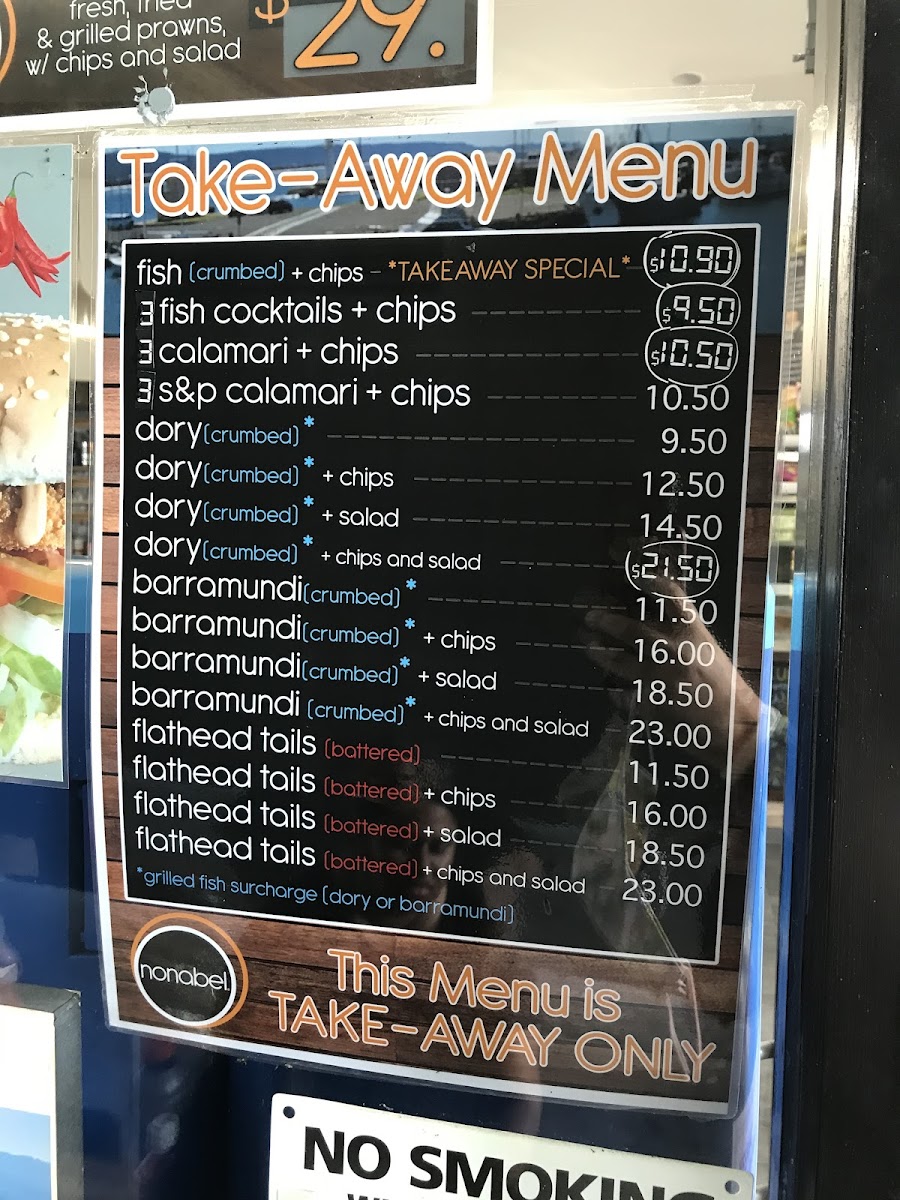 fresh, fried
& grilled prawns,
w/ chips and salad
$29.
Take-Away Menu
fish (crumbed) + chips - *TAKEAWAY SPECIAL* $10.90
3 fish cocktails + chips $9.50
3 calamari + chips $10.50
3 s&p calamari + chips 10.50
dory (crumbed)* 9.50
dory (crumbed)* + chips 12.50
dory (crumbed)* + salad 14.50
dory (crumbed)* + chips and salad $21.50
barramundi (crumbed)* 11.50
barramundi (crumbed)* + chips 16.00
barramundi (crumbed)* + salad 18.50
barramundi (crumbed)* + chips and salad 23.00
flathead tails (battered) 11.50
flathead tails (battered) + chips 16.00
flathead tails (battered) + salad 18.50
flathead tails (battered) + chips and salad 23.00
*grilled fish surcharge (dory or barramundi)
nonabel.
This Menu is
TAKE-AWAY ONLY
NO SMOKING